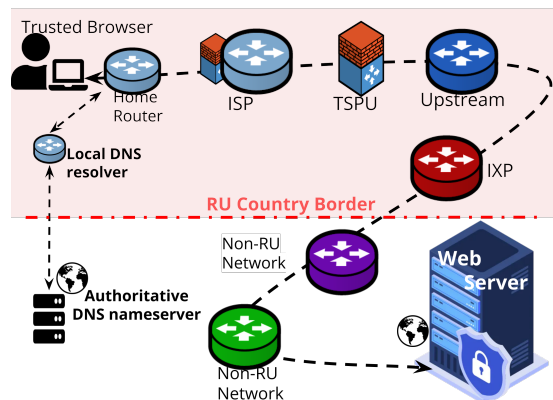 Trusted Browser
Home
Router
ISP
TSPU
Upstream
Local DNS
resolver
IXP
RU Country Border
Non-RU
Network
Web
Server
Authoritative
DNS nameserver
Non-RU
Network